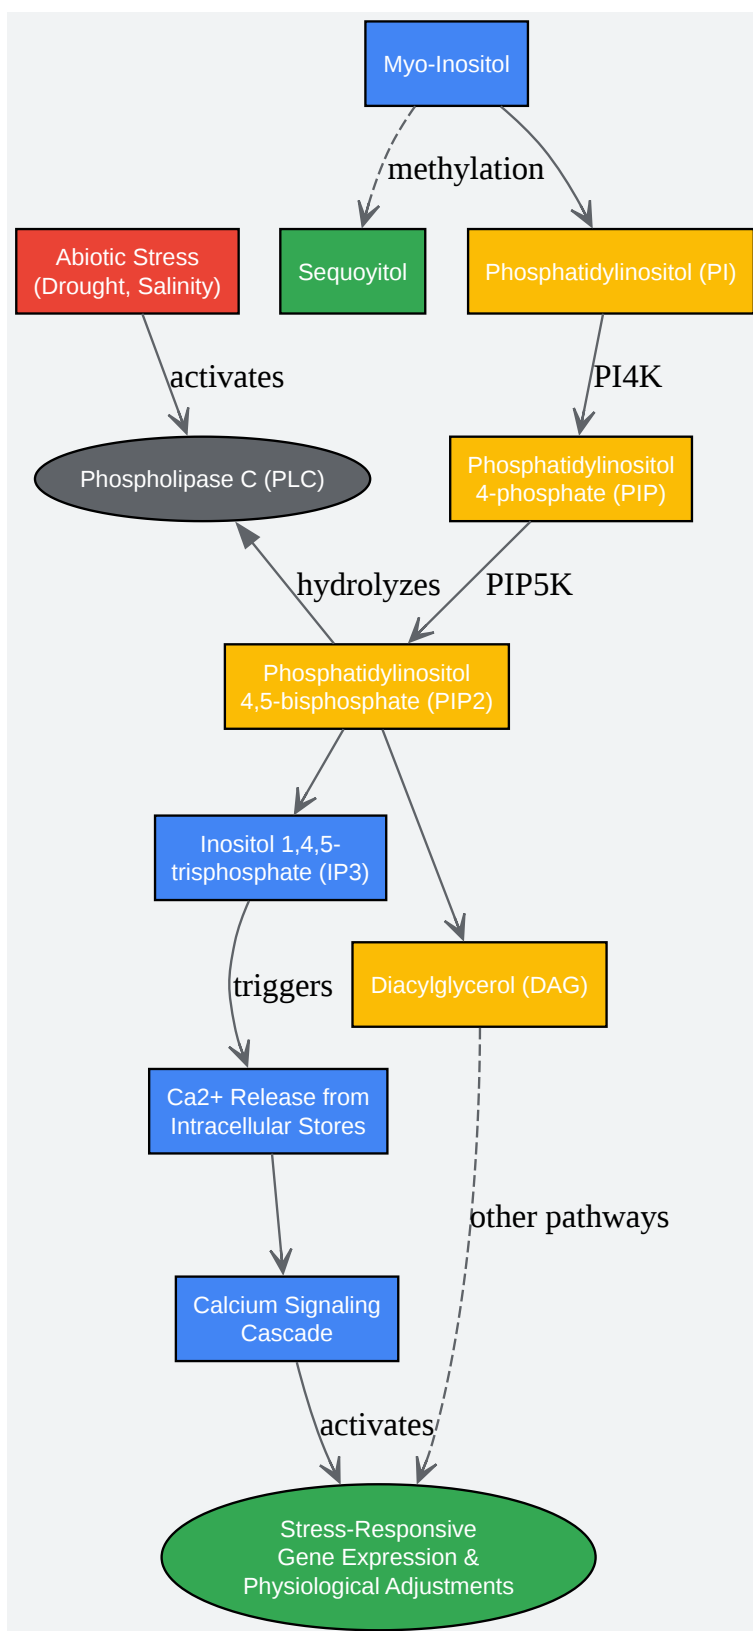 Myo-Inositol
methylation
Abiotic Stress
(Drought, Salinity)
Sequoyitol
Phosphatidylinositol (PI)
activates
PI4K
Phospholipase C (PLC)
Phosphatidylinositol
4-phosphate (PIP)
hydrolyzes
PIP5K
Phosphatidylinositol
4,5-bisphosphate (PIP2)
Inositol 1,4,5-
trisphosphate (IP3)
triggers
Diacylglycerol (DAG)
Ca2+ Release from
Intracellular Stores
other pathways
Calcium Signaling
Cascade
activates
Stress-Responsive
Gene Expression &
Physiological Adjustments